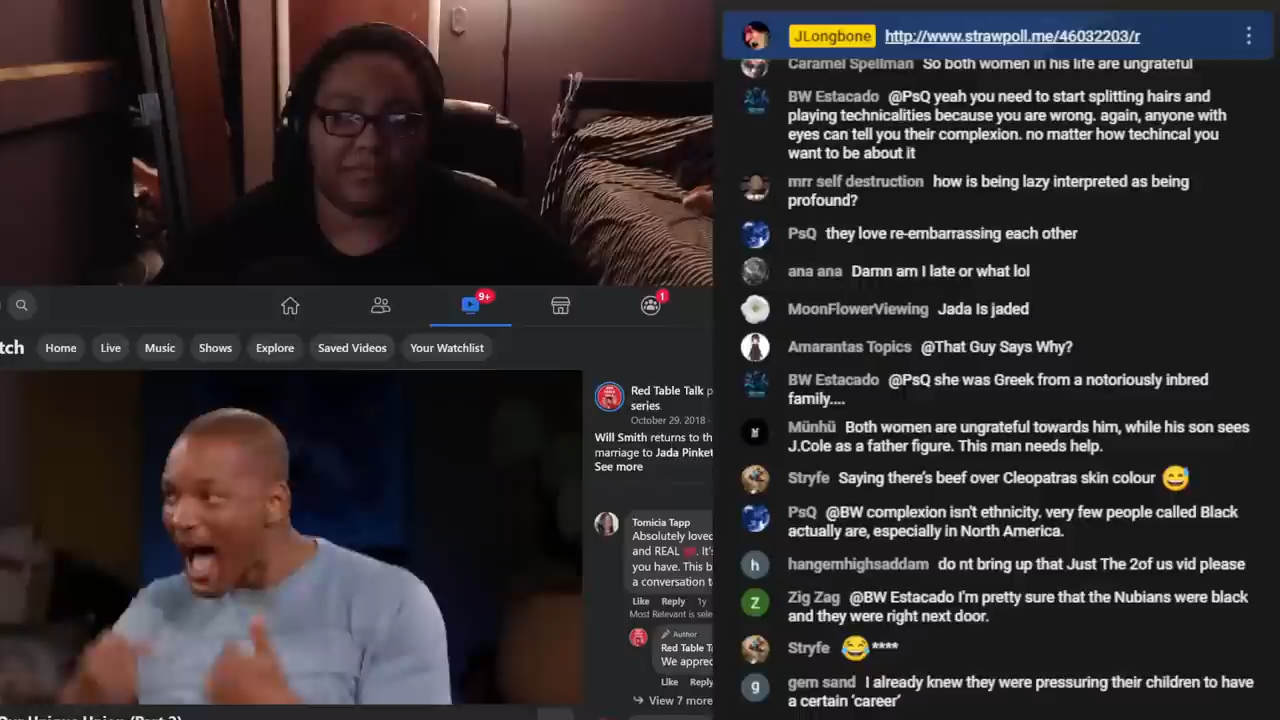 JLongbone http://www.strawpoll.me/46032203/r
Caramel Spellman So both women in his life are ungrateful
BW Estacado @PsQ yeah you need to start splitting hairs and
playing technicalities because you are wrong. again, anyone with
eyes can tell you their complexion. no matter how techincal you
want to be about it
mrr self destruction how is being lazy interpreted as being
profound?
PsQ they love re-embarrassing each other
ana ana Damn am I late or what lol
MoonFlowerViewing Jada Is jaded
Amarantas Topics @That Guy Says Why?
BW Estacado @PsQ she was Greek from a notoriously inbred
family....
Münhü Both women are ungrateful towards him, while his son sees
J.Cole as a father figure. This man needs help.
Stryfe Saying there's beef over Cleopatras skin colour 😅
PsQ @BW complexion isn't ethnicity. very few people called Black
actually are, especially in North America.
h hangemhighsaddam do nt bring up that Just The 2of us vid please
Z Zig Zag @BW Estacado I'm pretty sure that the Nubians were black
and they were right next door.
Stryfe 😂****
g gem sand I already knew they were pressuring their children to have
a certain 'career'
9+
1
tch Home Live Music Shows Explore Saved Videos Your Watchlist
Red Table Talk p
series.
October 29, 2018 ·
Will Smith returns to th
marriage to Jada Pinket
See more
Tomicia Tapp
Absolutely loved
and REAL ❤️. It's
you have. This b
a conversation t
Like Reply 1y
Most Relevant is sele
Author
Red Table T
We apprec
Like Reply
View 7 more
Our Unique Union (Part 2)